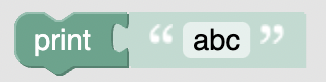 print “ abc ”